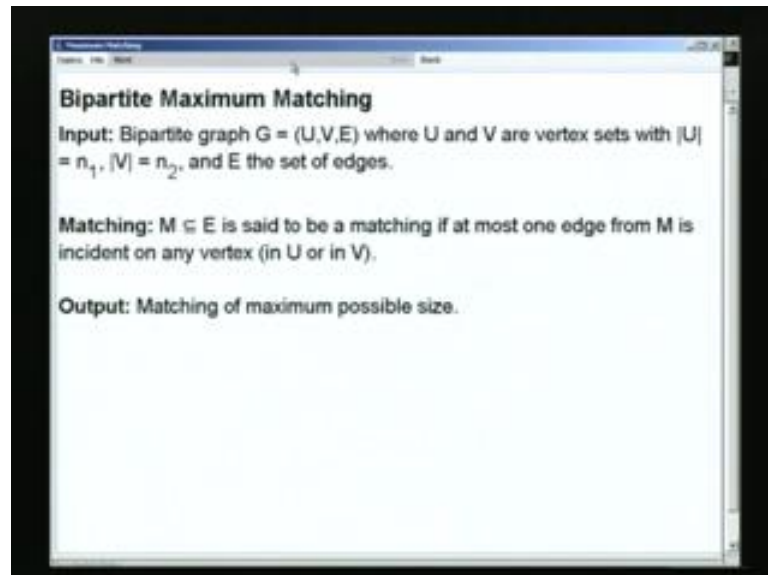 Bipartite Maximum Matching
Input: Bipartite graph G = (U,V,E) where U and V are vertex sets with |U|
= n₁, |V| = n₂, and E the set of edges.
Matching: M ⊆ E is said to be a matching if at most one edge from M is
incident on any vertex (in U or in V).
Output: Matching of maximum possible size.